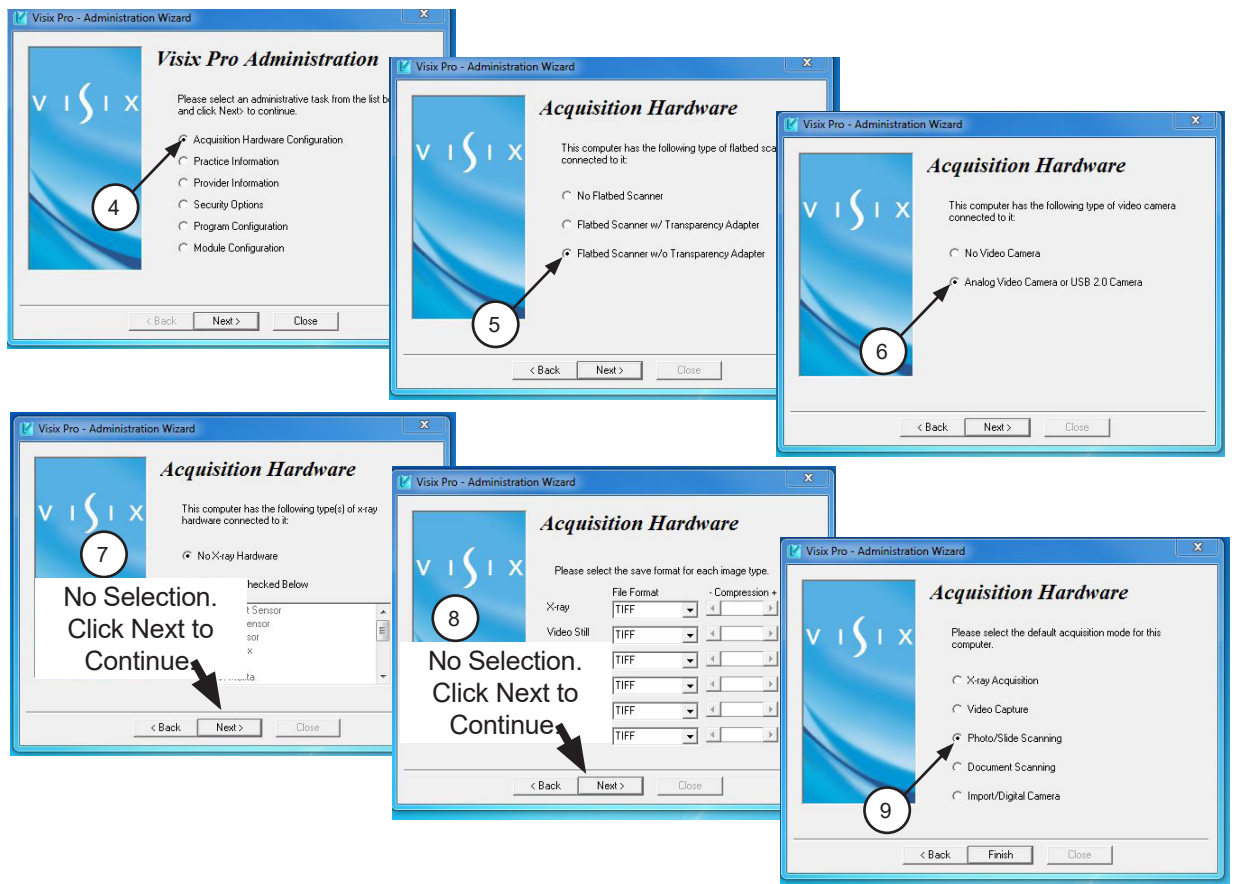 Visix Pro - Administration Wizard
X
VISIX
Visix Pro Administration
Please select an administrative task from the list b
and click Next> to continue.
Acquisition Hardware Configuration
Practice Information
Provider Information
Security Options
Program Configuration
Module Configuration
4
< Back Next > Close
Visix Pro - Administration Wizard
X
VISIX
Acquisition Hardware
This computer has the following type of flatbed sca
connected to it:
No Flatbed Scanner
Flatbed Scanner w/ Transparency Adapter
Flatbed Scanner w/o Transparency Adapter
5
< Back Next > Close
Visix Pro - Administration Wizard
X
VISIX
Acquisition Hardware
This computer has the following type of video camera
connected to it:
No Video Camera
Analog Video Camera or USB 2.0 Camera
6
< Back Next > Close
Visix Pro - Administration Wizard
X
VISIX
Acquisition Hardware
This computer has the following type(s) of x-ray
hardware connected to it:
No X-ray Hardware
7
hecked Below
t Sensor
ensor
sor
x
No Selection.
Click Next to
Continue.
< Back Next > Close
Visix Pro - Administration Wizard
X
VISIX
Acquisition Hardware
Please select the save format for each image type.
File Format - Compression +
X-ray TIFF
Video Still TIFF
TIFF
TIFF
TIFF
TIFF
8
No Selection.
Click Next to
Continue.
< Back Next > Close
Visix Pro - Administration Wizard
X
VISIX
Acquisition Hardware
Please select the default acquisition mode for this
computer.
X-ray Acquisition
Video Capture
Photo/Slide Scanning
Document Scanning
Import/Digital Camera
9
< Back Finish Close